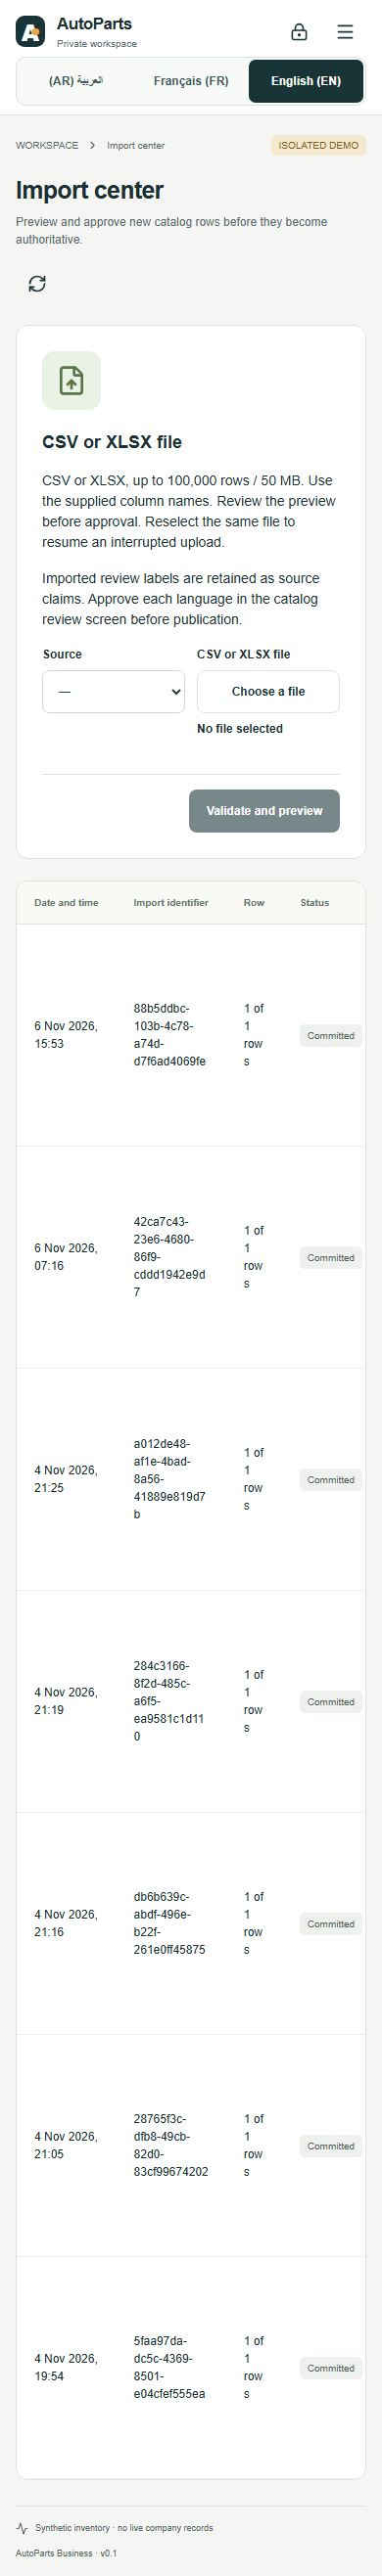 AutoParts
Private workspace
العربية (AR)
Français (FR)
English (EN)
WORKSPACE > Import center
ISOLATED DEMO
Import center
Preview and approve new catalog rows before they become
authoritative.
CSV or XLSX file
CSV or XLSX, up to 100,000 rows / 50 MB. Use
the supplied column names. Review the preview
before approval. Reselect the same file to
resume an interrupted upload.
Imported review labels are retained as source
claims. Approve each language in the catalog
review screen before publication.
Source
CSV or XLSX file
—
Choose a file
No file selected
Validate and preview
Date and time
Import identifier
Row
Status
6 Nov 2026,
15:53
88b5ddbc-
103b-4c78-
a74d-
d7f6ad4069fe
1 of
1
row
s
Committed
6 Nov 2026,
07:16
42ca7c43-
23e6-4680-
86f9-
cddd1942e9d
7
1 of
1
row
s
Committed
4 Nov 2026,
21:25
a012de48-
af1e-4bad-
8a56-
41889e819d7
b
1 of
1
row
s
Committed
4 Nov 2026,
21:19
284c3166-
8f2d-485c-
a6f5-
ea9581c1d11
0
1 of
1
row
s
Committed
4 Nov 2026,
21:16
db6b639c-
abdf-496e-
b22f-
261e0ff45875
1 of
1
row
s
Committed
4 Nov 2026,
21:05
28765f3c-
dfb8-49cb-
82d0-
83cf99674202
1 of
1
row
s
Committed
4 Nov 2026,
19:54
5faa97da-
dc5c-4369-
8501-
e04cfef555ea
1 of
1
row
s
Committed
Synthetic inventory · no live company records
AutoParts Business · v0.1